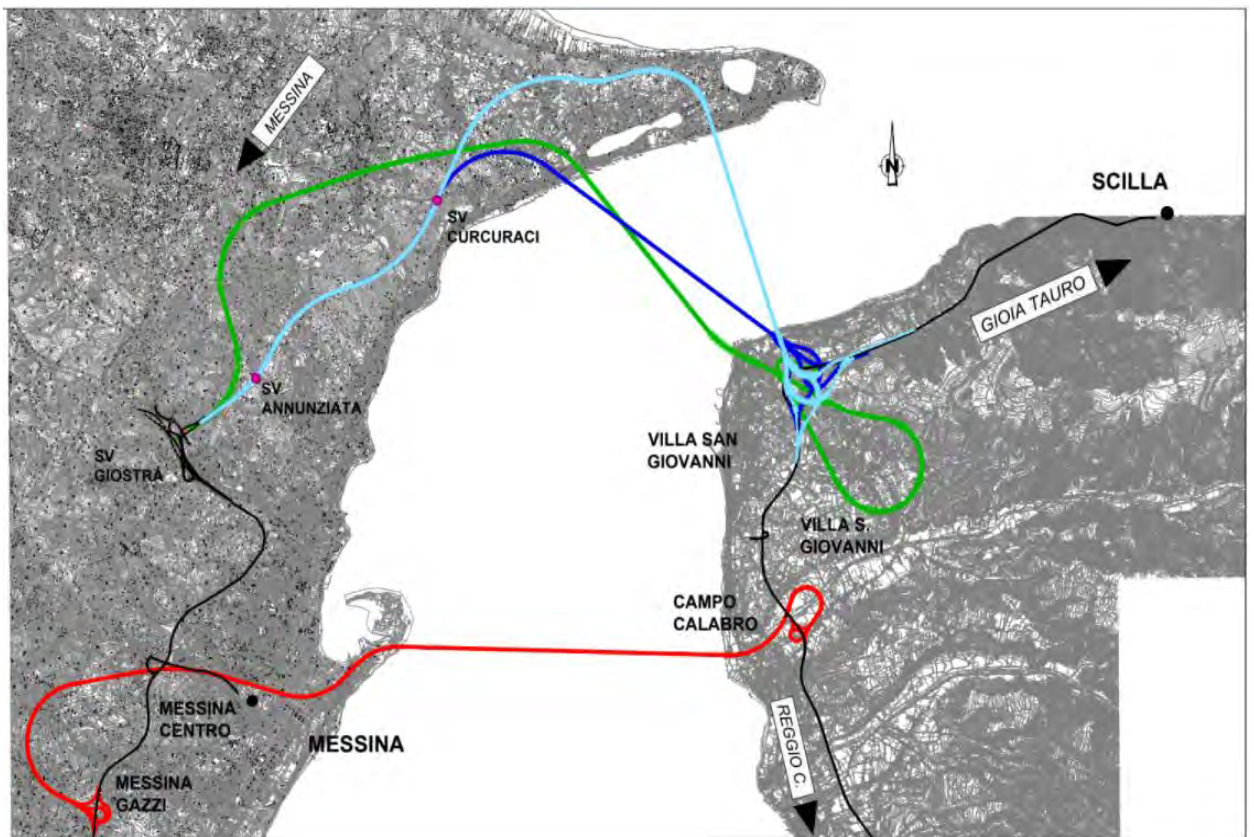 MESSINA
N
SCILLA
SV
CURCURACI
GIOIA TAURO
SV
ANNUNZIATA
VILLA SAN
GIOVANNI
SV
GIOSTRA
VILLA S.
GIOVANNI
CAMPO
CALABRO
MESSINA
CENTRO
MESSINA
REGGIO C.
MESSINA
GAZZI